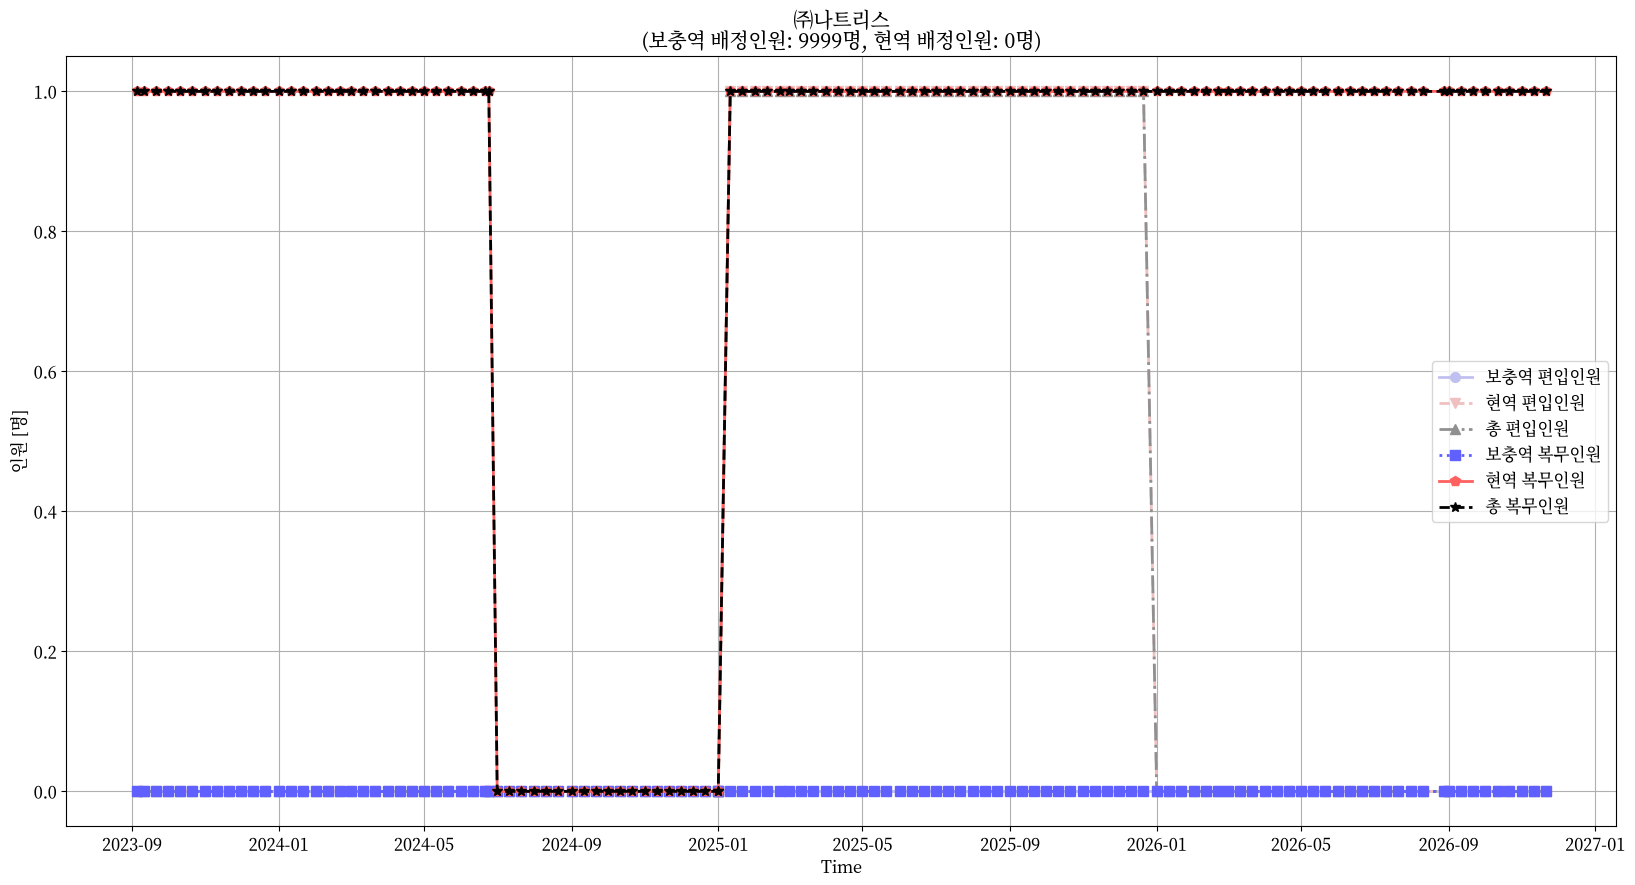 ㈜나트리스
(보충역 배정인원: 9999명, 현역 배정인원: 0명)
1.0
0.8
0.6
0.4
0.2
0.0
인원 [명]
보충역 편입인원
현역 편입인원
총 편입인원
보충역 복무인원
현역 복무인원
총 복무인원
2023-09 2024-01 2024-05 2024-09 2025-01 2025-05 2025-09 2026-01 2026-05 2026-09 2027-01
Time